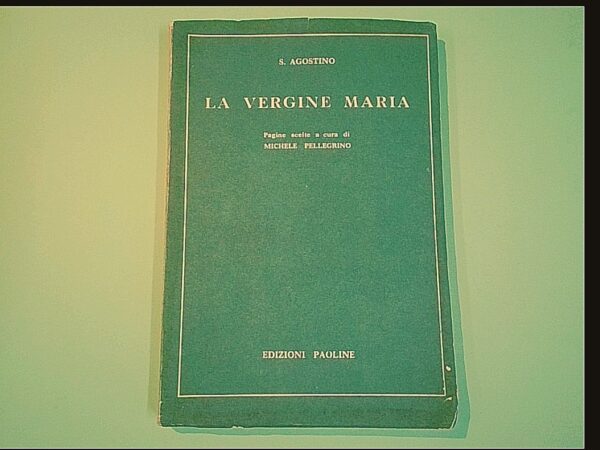 S. AGOSTINO
LA VERGINE MARIA
Pagine scelte a cura di
MICHELE PELLEGRINO
EDIZIONI PAOLINE